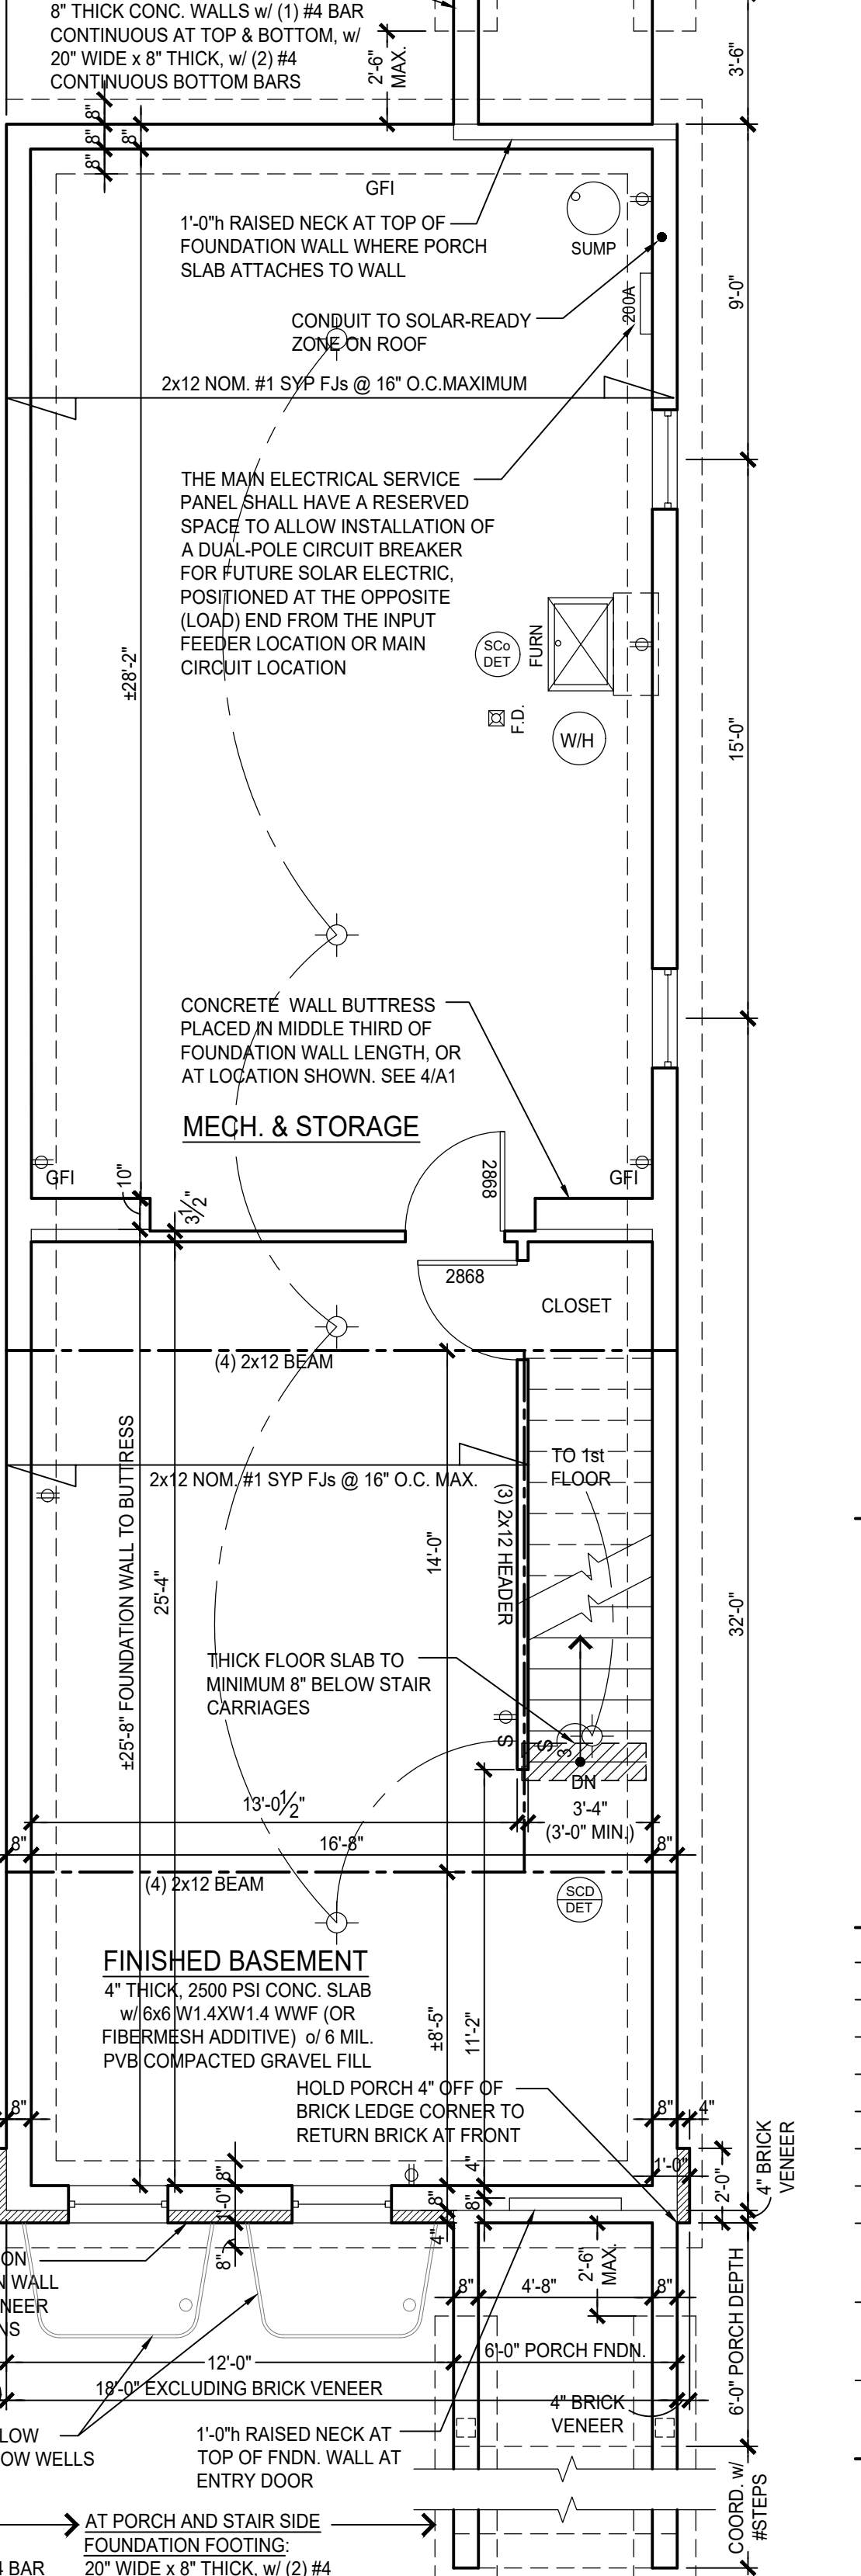 8" THICK CONC. WALLS w/ (1) #4 BAR
CONTINUOUS AT TOP & BOTTOM, w/
20" WIDE x 8" THICK, w/ (2) #4
CONTINUOUS BOTTOM BARS
2'-6"
MAX.
3'-6"
8"
8"
8"
8"
GFI
1'-0"h RAISED NECK AT TOP OF
FOUNDATION WALL WHERE PORCH
SLAB ATTACHES TO WALL
SUMP
200A
9'-0"
CONDUIT TO SOLAR-READY
ZONE ON ROOF
2x12 NOM. #1 SYP FJs @ 16" O.C.MAXIMUM
THE MAIN ELECTRICAL SERVICE
PANEL SHALL HAVE A RESERVED
SPACE TO ALLOW INSTALLATION OF
A DUAL-POLE CIRCUIT BREAKER
FOR FUTURE SOLAR ELECTRIC,
POSITIONED AT THE OPPOSITE
(LOAD) END FROM THE INPUT
FEEDER LOCATION OR MAIN
CIRCUIT LOCATION
±28'-2"
SCo
DET
FURN
F.D.
W/H
15'-0"
CONCRETE WALL BUTTRESS
PLACED IN MIDDLE THIRD OF
FOUNDATION WALL LENGTH, OR
AT LOCATION SHOWN. SEE 4/A1
MECH. & STORAGE
GFI
10"
3½"
2868
GFI
2868
CLOSET
(4) 2x12 BEAM
±25'-8" FOUNDATION WALL TO BUTTRESS
25'-4"
2x12 NOM. #1 SYP FJs @ 16" O.C. MAX.
14'-0"
(3) 2x12 HEADER
TO 1st
FLOOR
32'-0"
THICK FLOOR SLAB TO
MINIMUM 8" BELOW STAIR
CARRIAGES
S
S
3
DN
13'-0½"
3'-4"
(3'-0" MIN.)
8"
16'-8"
8"
(4) 2x12 BEAM
SCD
DET
FINISHED BASEMENT
4" THICK, 2500 PSI CONC. SLAB
w/ 6x6 W1.4XW1.4 WWF (OR
FIBERMESH ADDITIVE) o/ 6 MIL.
PVB COMPACTED GRAVEL FILL
±8'-5"
11'-2"
HOLD PORCH 4" OFF OF
BRICK LEDGE CORNER TO
RETURN BRICK AT FRONT
8"
8"
4"
1'-0"
2'-0"
4" BRICK
VENEER
8"
1'-0"
8"
8"
4"
4"
8"
ON
N WALL
NEER
NS
2'-6"
MAX.
8"
4'-8"
8"
6'-0" PORCH DEPTH
12'-0"
6'-0" PORCH FNDN.
18'-0" EXCLUDING BRICK VENEER
4" BRICK
VENEER
LOW
OW WELLS
1'-0"h RAISED NECK AT
TOP OF FNDN. WALL AT
ENTRY DOOR
COORD. w/
#STEPS
AT PORCH AND STAIR SIDE
FOUNDATION FOOTING:
4 BAR
20" WIDE x 8" THICK, w/ (2) #4